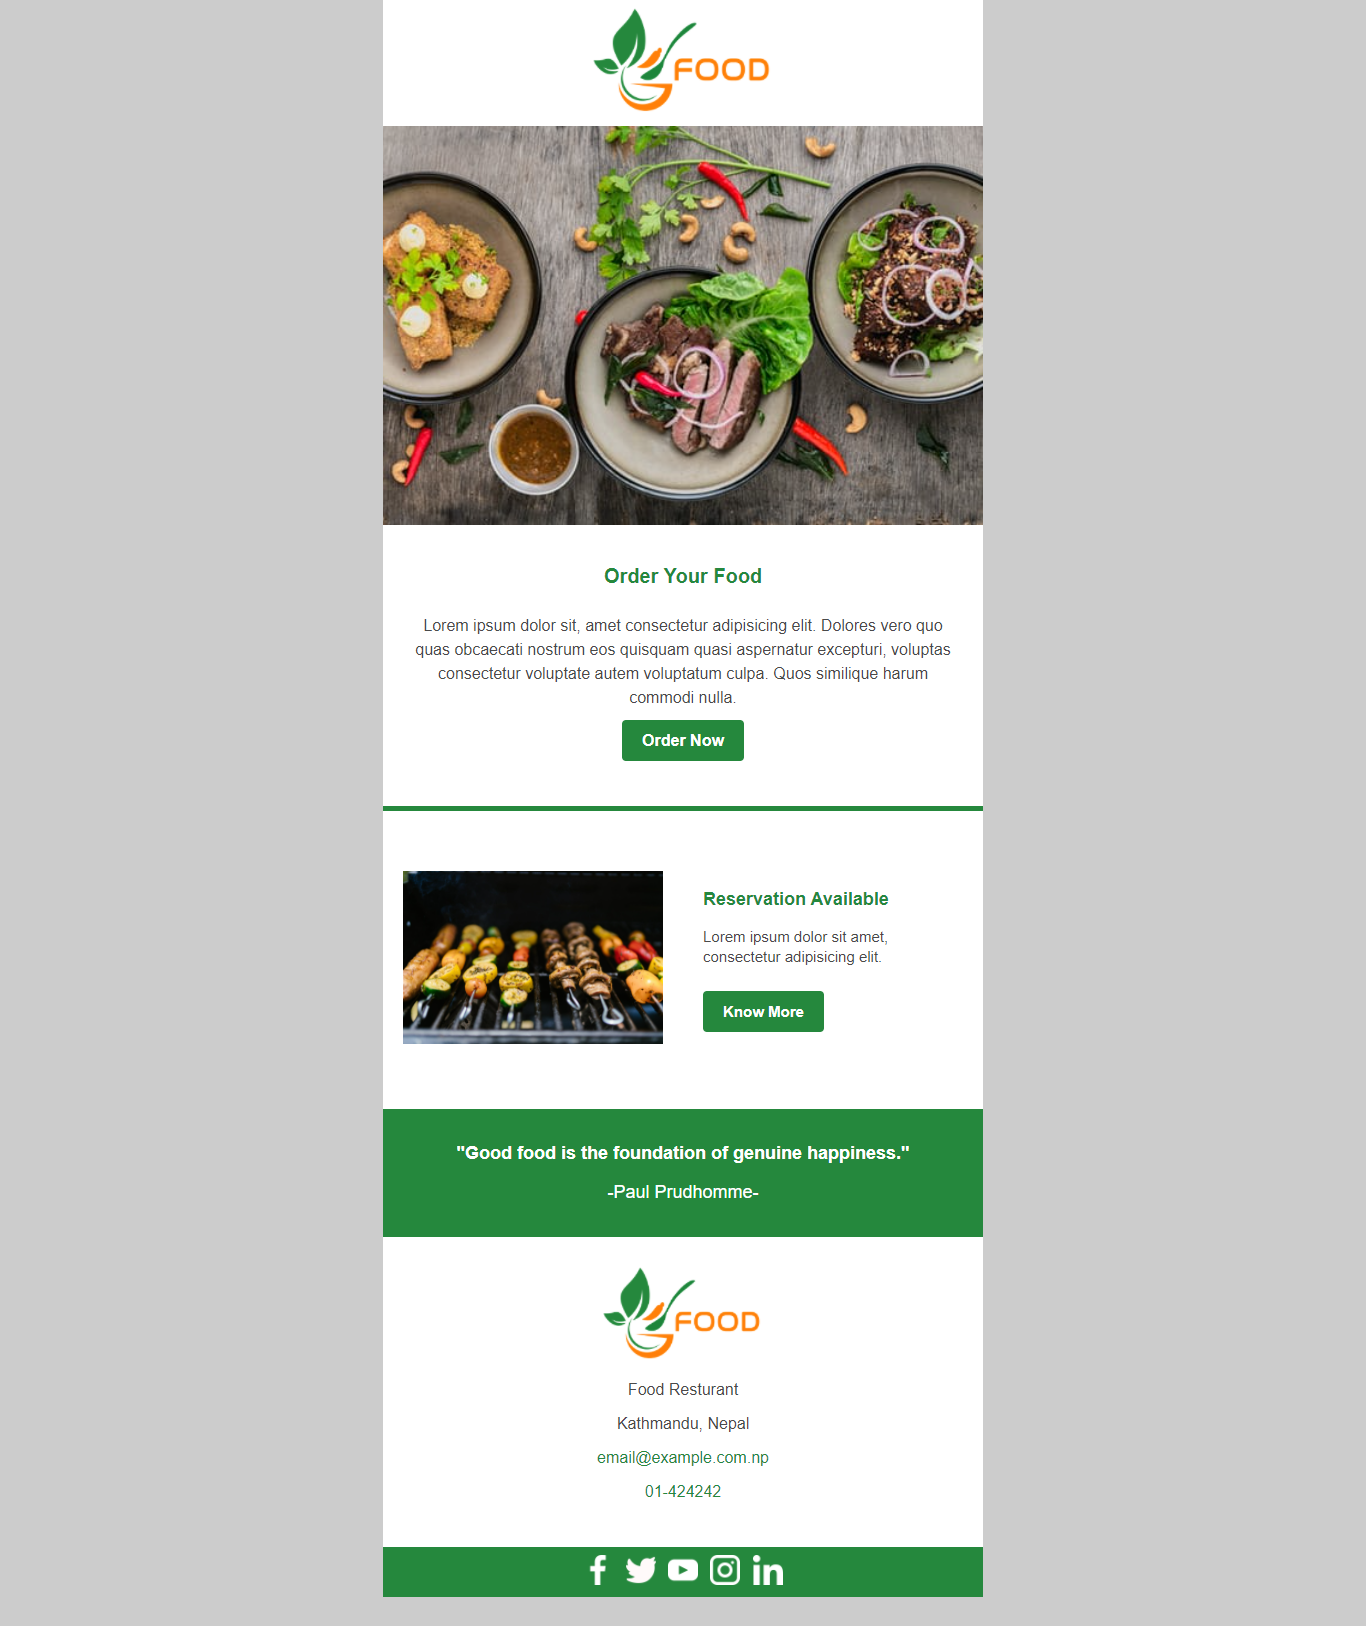 FOOD
Order Your Food
Lorem ipsum dolor sit, amet consectetur adipisicing elit. Dolores vero quo
quas obcaecati nostrum eos quisquam quasi aspernatur excepturi, voluptas
consectetur voluptate autem voluptatum culpa. Quos similique harum
commodi nulla.
Order Now
Reservation Available
Lorem ipsum dolor sit amet,
consectetur adipisicing elit.
Know More
"Good food is the foundation of genuine happiness."
-Paul Prudhomme-
FOOD
Food Resturant
Kathmandu, Nepal
email@example.com.np
01-424242